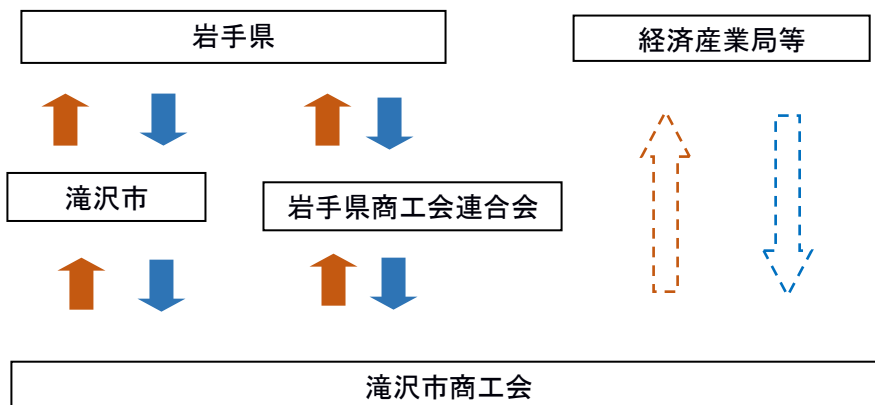 岩手県
経済産業局等
滝沢市
岩手県商工会連合会
滝沢市商工会